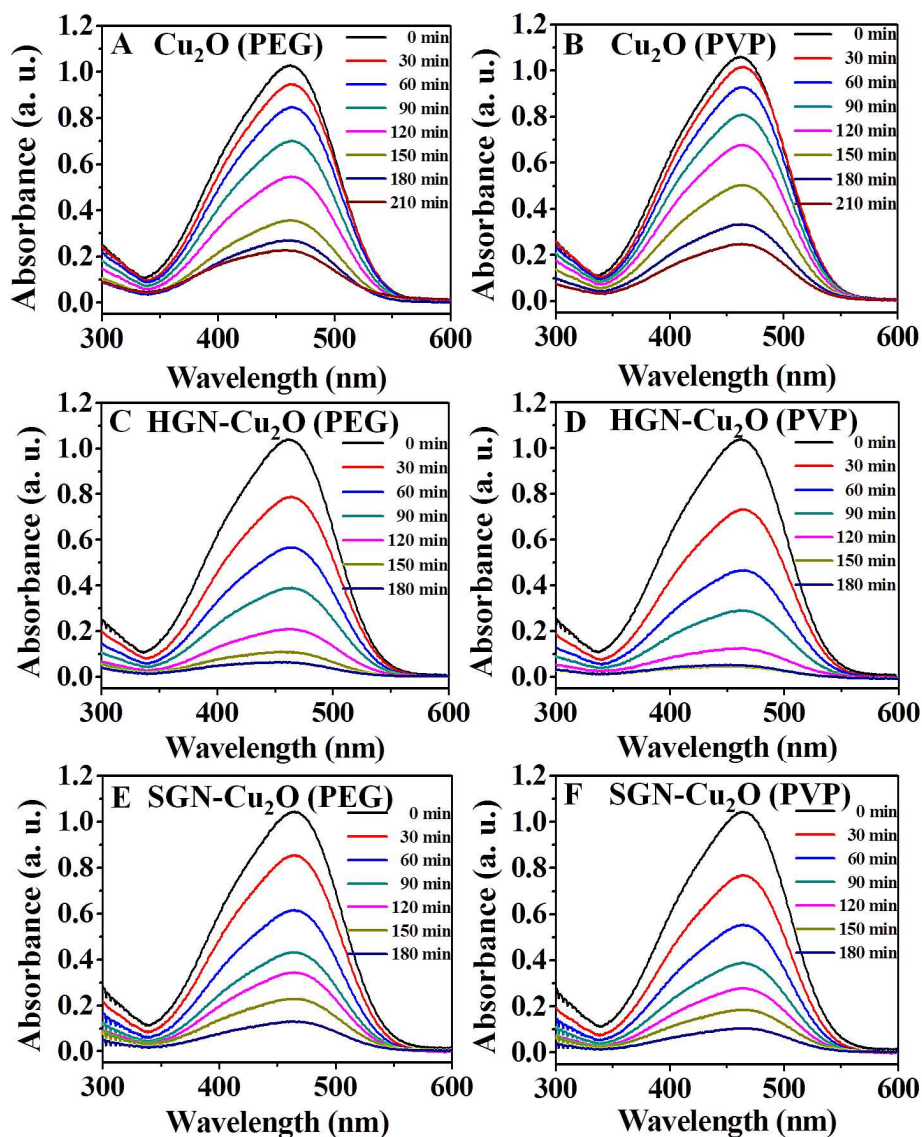 A Cu₂O (PEG)
0 min
30 min
60 min
90 min
120 min
150 min
180 min
210 min
1.2
1.0
0.8
0.6
0.4
0.2
0.0
Absorbance (a. u.)
300 400 500 600
Wavelength (nm)
B Cu₂O (PVP)
0 min
30 min
60 min
90 min
120 min
150 min
180 min
210 min
1.2
1.0
0.8
0.6
0.4
0.2
0.0
Absorbance (a. u.)
300 400 500 600
Wavelength (nm)
C HGN-Cu₂O (PEG)
0 min
30 min
60 min
90 min
120 min
150 min
180 min
1.2
1.0
0.8
0.6
0.4
0.2
0.0
Absorbance (a. u.)
300 400 500 600
Wavelength (nm)
D HGN-Cu₂O (PVP)
0 min
30 min
60 min
90 min
120 min
150 min
180 min
1.2
1.0
0.8
0.6
0.4
0.2
0.0
Absorbance (a. u.)
300 400 500 600
Wavelength (nm)
E SGN-Cu₂O (PEG)
0 min
30 min
60 min
90 min
120 min
150 min
180 min
1.2
1.0
0.8
0.6
0.4
0.2
0.0
Absorbance (a. u.)
300 400 500 600
Wavelength (nm)
F SGN-Cu₂O (PVP)
0 min
30 min
60 min
90 min
120 min
150 min
180 min
1.2
1.0
0.8
0.6
0.4
0.2
0.0
Absorbance (a. u.)
300 400 500 600
Wavelength (nm)